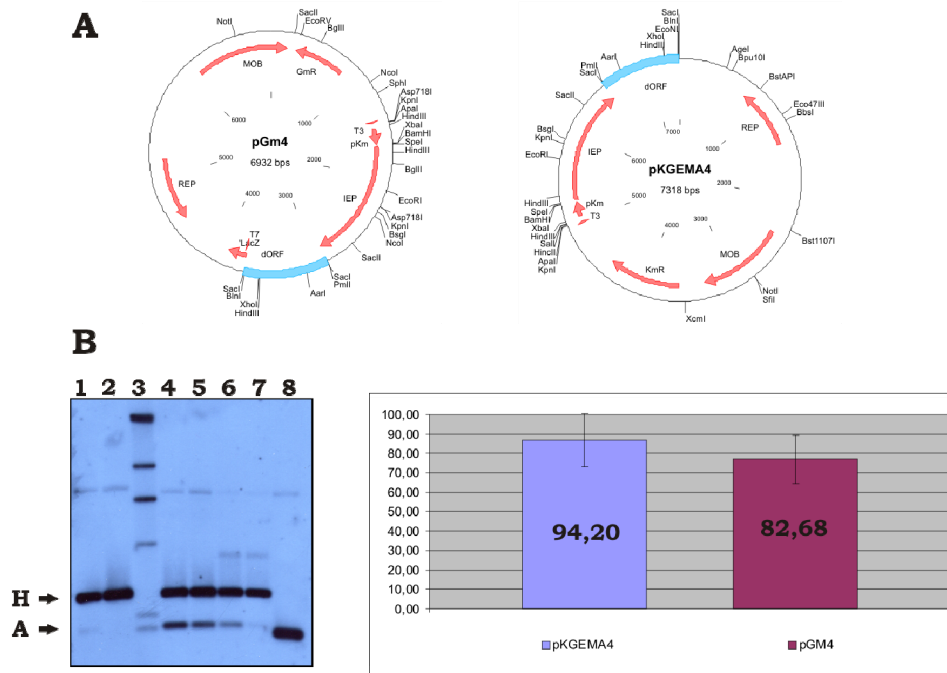 A
pGm4
6932 bps
NotI
SacII
EcoRV
BglII
NcoI
SphI
Asp718I
KpnI
ApaI
HindIII
XbaI
BamHI
SpeI
HindIII
BglII
EcoRI
Asp718I
KpnI
BsgI
NcoI
SacII
SacI
PmlI
AarI
SacI
BlnI
XhoI
HindIII
MOB
GmR
T3
pKm
IEP
dORF
T7
'LacZ
REP
1000
2000
3000
4000
5000
6000
pKGEMA4
7318 bps
SacI
BlnI
EcoNI
XhoI
HindIII
AarI
PmlI
SacI
SacII
BsgI
KpnI
EcoRI
HindIII
SpeI
BamHI
XbaI
HindIII
SalI
HincII
ApaI
KpnI
AgeI
Bpu10I
BstAPI
Eco47III
BbsI
Bst1107I
NotI
SfiI
XcmI
dORF
REP
MOB
KmR
T3
pKm
IEP
1000
2000
3000
4000
5000
6000
7000
B
1 2 3 4 5 6 7 8
H
A
100,00
90,00
80,00
70,00
60,00
50,00
40,00
30,00
20,00
10,00
0,00
94,20
82,68
pKGEMA4
pGM4